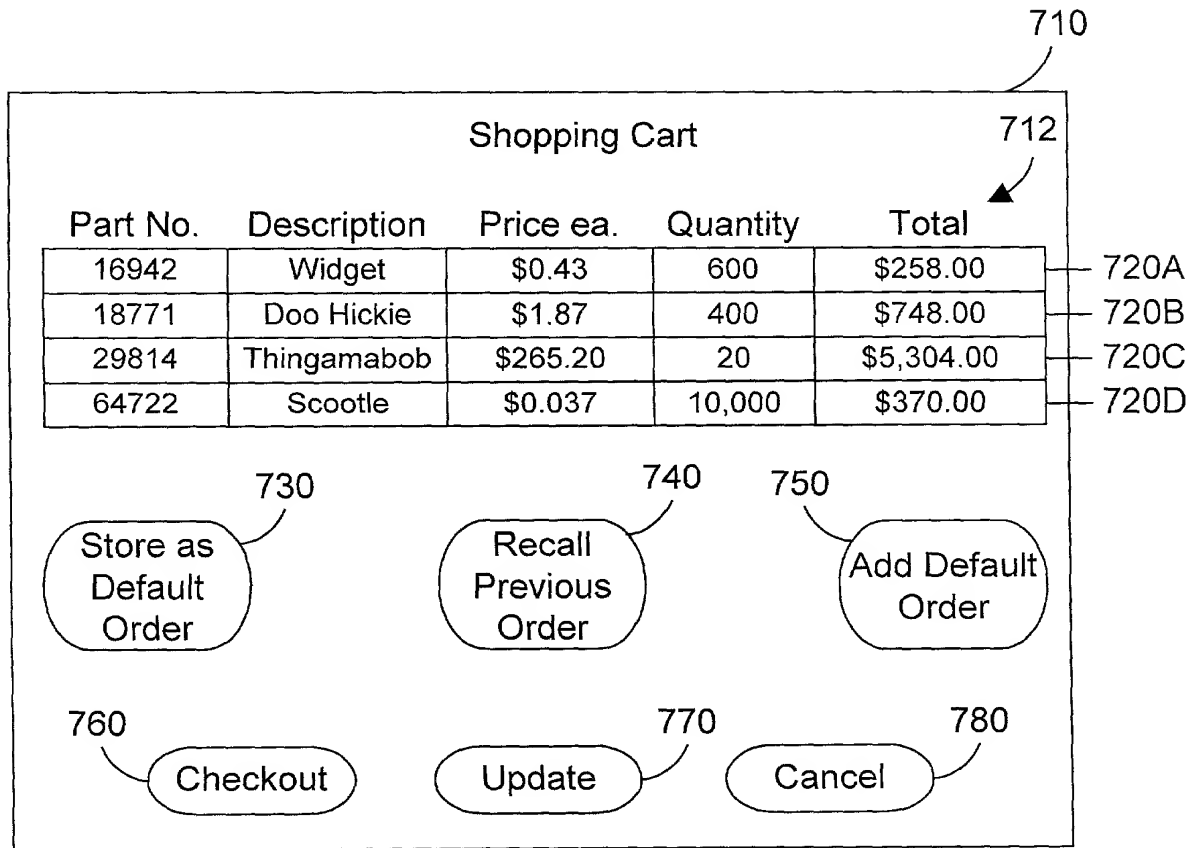 710
Shopping Cart
712
Part No. Description Price ea. Quantity Total
16942 Widget $0.43 600 $258.00 720A
18771 Doo Hickie $1.87 400 $748.00 720B
29814 Thingamabob $265.20 20 $5,304.00 720C
64722 Scootle $0.037 10,000 $370.00 720D
730 740 750
Store as
Default
Order
Recall
Previous
Order
Add Default
Order
760 770 780
Checkout Update Cancel